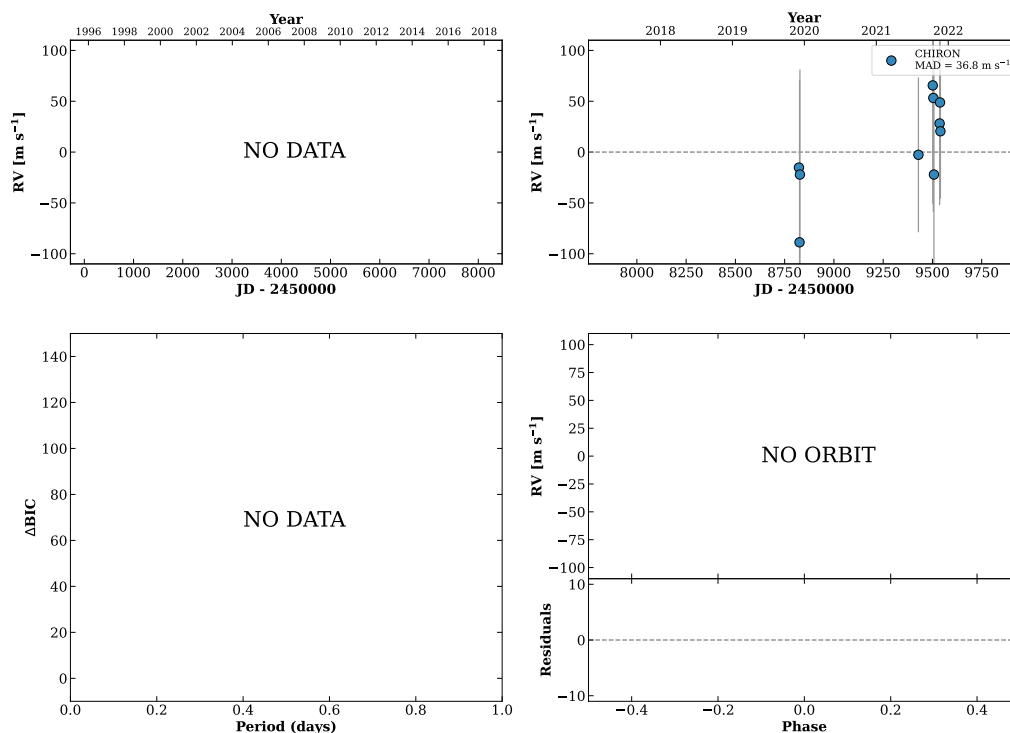 Year
1996 1998 2000 2002 2004 2006 2008 2010 2012 2014 2016 2018
100
50
0
−50
−100
RV [m s−1]
NO DATA
0 1000 2000 3000 4000 5000 6000 7000 8000
JD - 2450000
Year
2018 2019 2020 2021 2022
100
50
0
−50
−100
RV [m s−1]
CHIRON
MAD = 36.8 m s−1
8000 8250 8500 8750 9000 9250 9500 9750
JD - 2450000
140
120
100
80
60
40
20
0
ΔBIC
NO DATA
0.0 0.2 0.4 0.6 0.8 1.0
Period (days)
100
75
50
25
0
−25
−50
−75
−100
RV [m s−1]
NO ORBIT
10
0
−10
Residuals
−0.4 −0.2 0.0 0.2 0.4
Phase